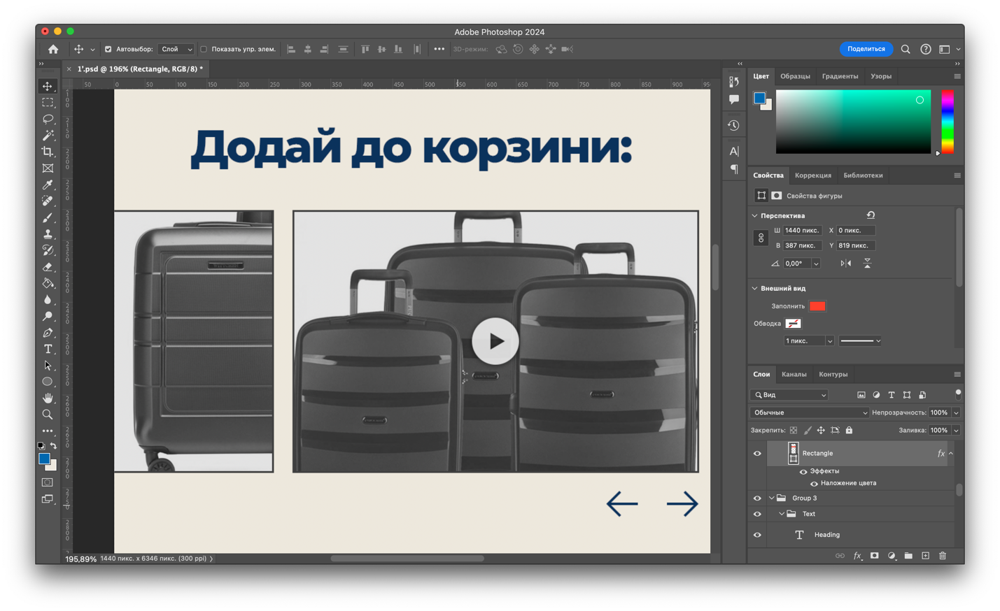 Adobe Photoshop 2024
Автовыбор: Слой Показать упр. элем. 3D-режим: Поделиться
1'.psd @ 196% (Rectangle, RGB/8) *
50 0 50 100 150 200 250 300 350 400 450 500 550 600 650 700 750 800 850 900 95
Додай до корзини:
Цвет Образцы Градиенты Узоры
Свойства Коррекция Библиотеки
Свойства фигуры
Перспектива
Ш 1440 пикс. X 0 пикс.
В 387 пикс. Y 819 пикс.
0,00°
Внешний вид
Заполнить
Обводка
1 пикс.
Слои Каналы Контуры
Вид
Обычные Непрозрачность: 100%
Закрепить: Заливка: 100%
Rectangle fx
Эффекты
Наложение цвета
Group 3
Text
Heading
195,89% 1440 пикс. x 6346 пикс. (300 ppi)
fx